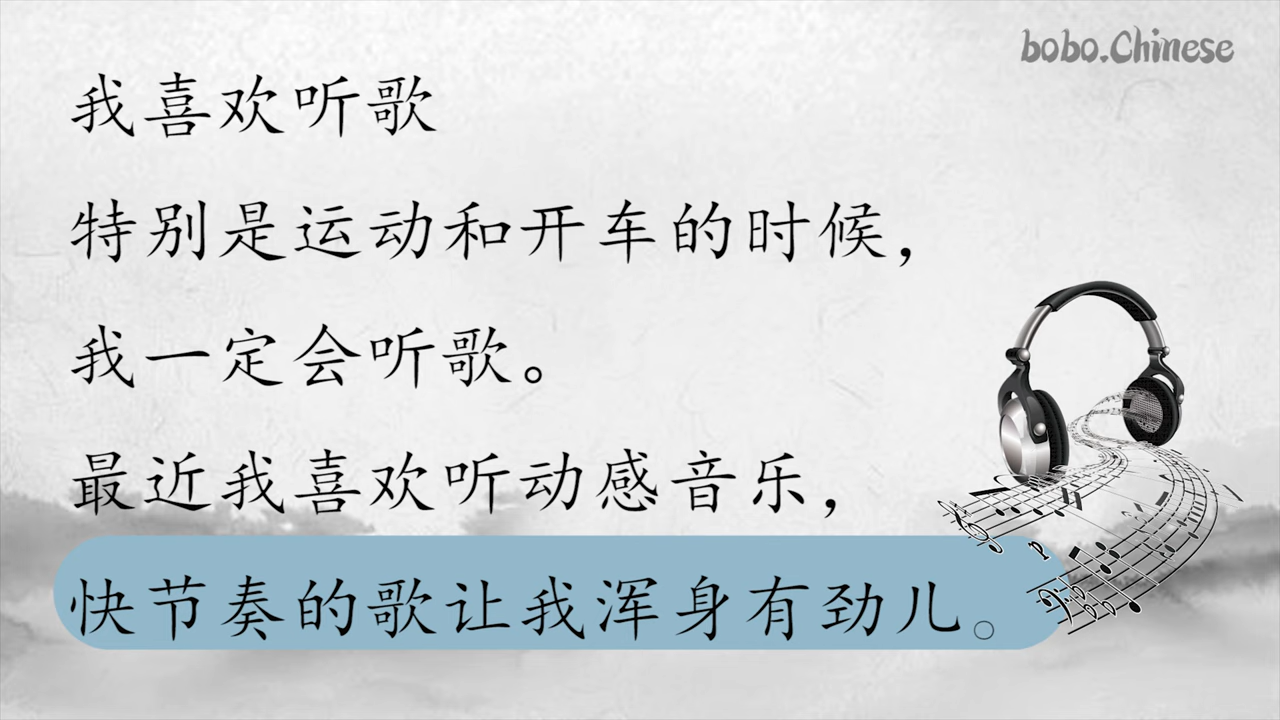 bobo.Chinese
我喜欢听歌
特别是运动和开车的时候，
我一定会听歌。
最近我喜欢听动感音乐，
快节奏的歌让我浑身有劲儿。